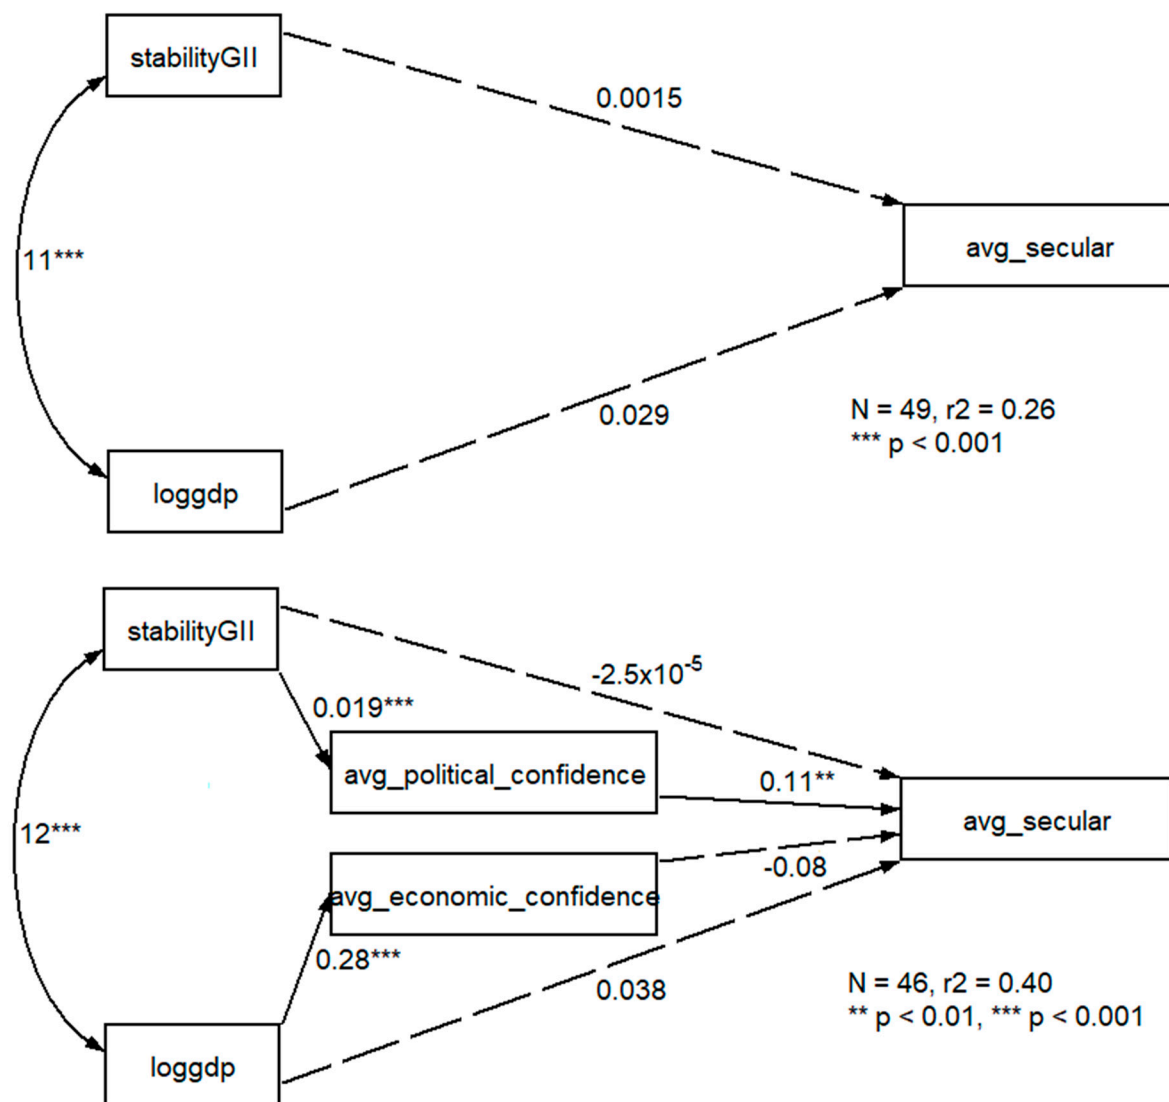 stabilityGII
0.0015
avg_secular
11***
0.029
N = 49, r2 = 0.26
*** p < 0.001
loggdp
stabilityGII
-2.5x10-5
0.019***
avg_political_confidence
0.11**
avg_secular
12***
-0.08
avg_economic_confidence
0.28***
0.038
N = 46, r2 = 0.40
** p < 0.01, *** p < 0.001
loggdp